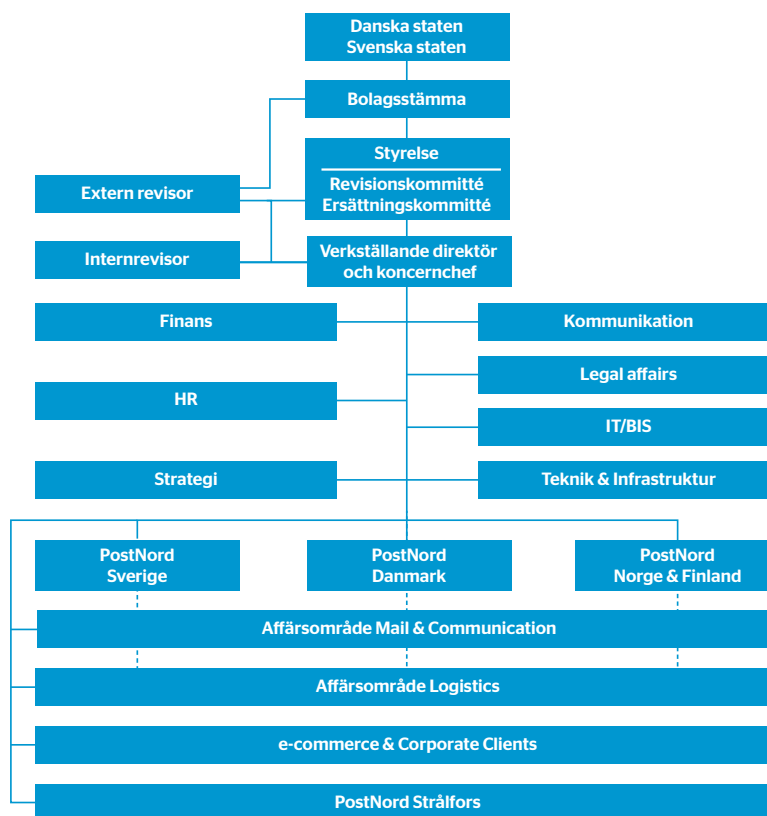 Danska staten
Svenska staten
Bolagsstämma
Styrelse
Revisionskommitté
Ersättningskommitté
Extern revisor
Internrevisor
Verkställande direktör
och koncernchef
Finans
Kommunikation
Legal affairs
HR
IT/BIS
Strategi
Teknik & Infrastruktur
PostNord
Sverige
PostNord
Danmark
PostNord
Norge & Finland
Affärsområde Mail & Communication
Affärsområde Logistics
e-commerce & Corporate Clients
PostNord Strålfors